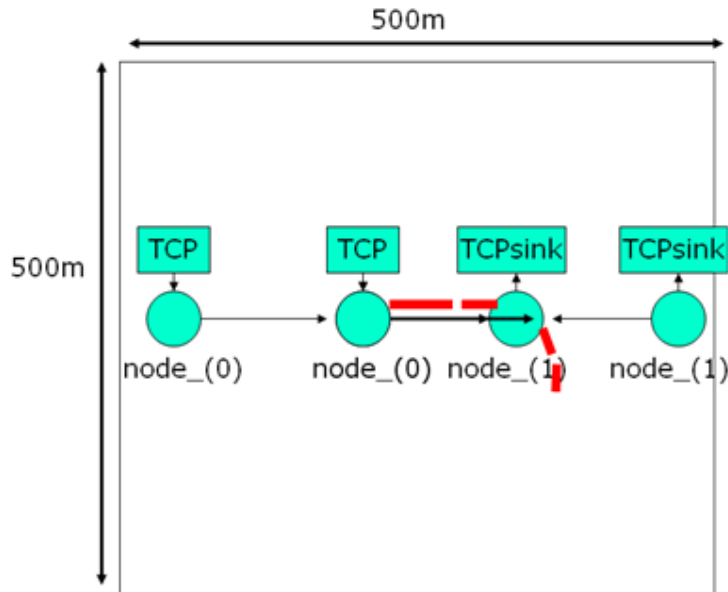 500m
TCP TCP TCPsink TCPsink
500m
node_(0) node_(0) node_(1) node_(1)